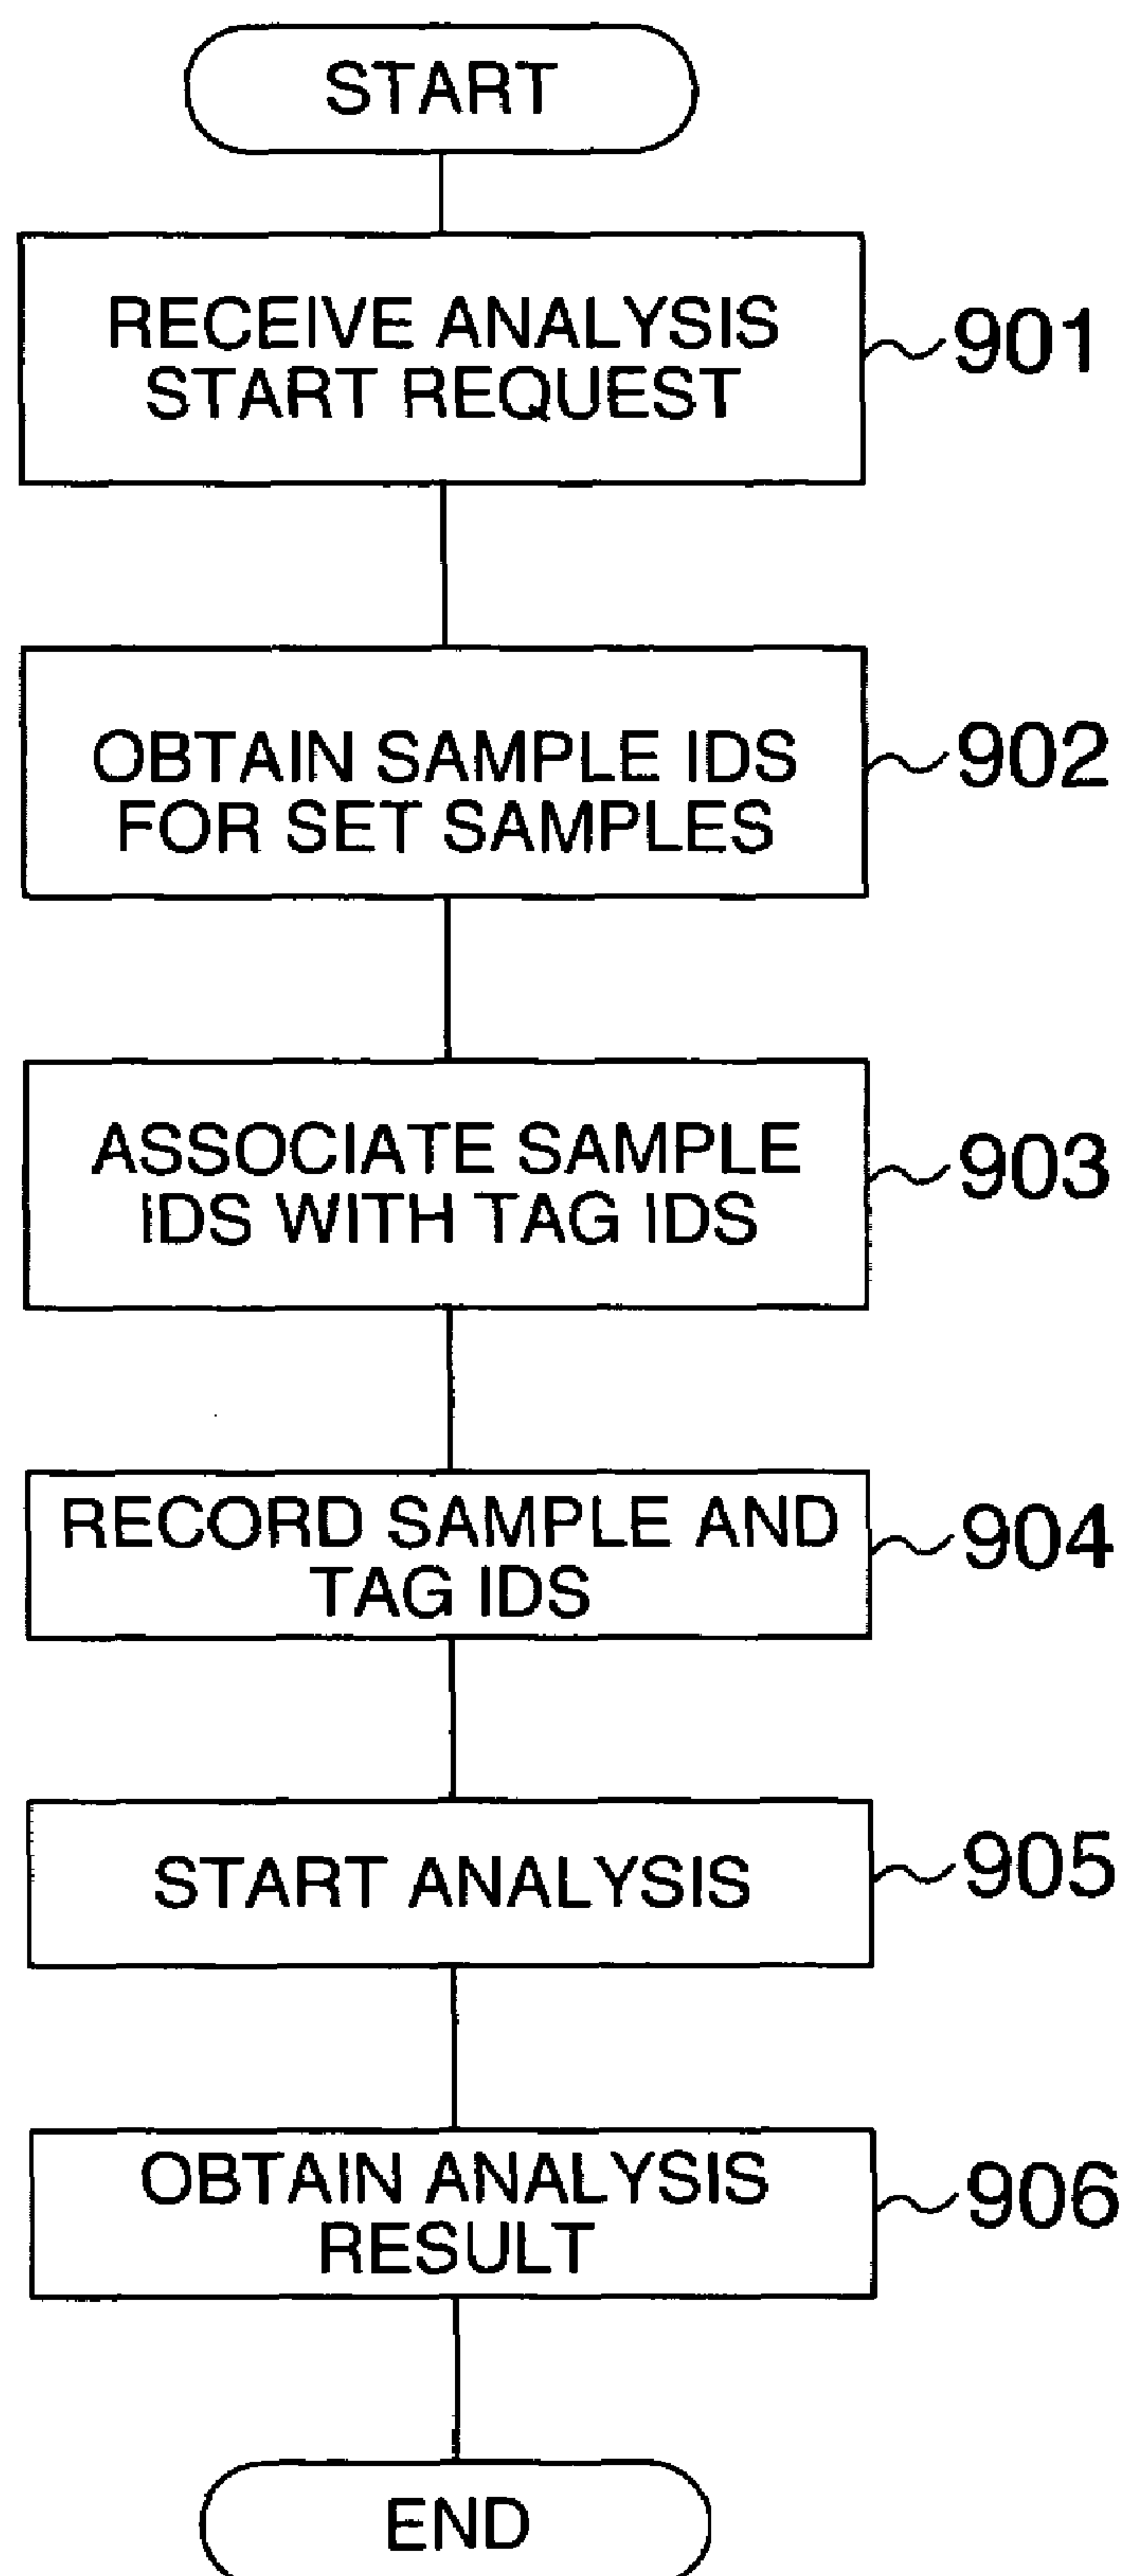 START
RECEIVE ANALYSIS
START REQUEST
901
OBTAIN SAMPLE IDS
FOR SET SAMPLES
902
ASSOCIATE SAMPLE
IDS WITH TAG IDS
903
RECORD SAMPLE AND
TAG IDS
904
START ANALYSIS
905
OBTAIN ANALYSIS
RESULT
906
END